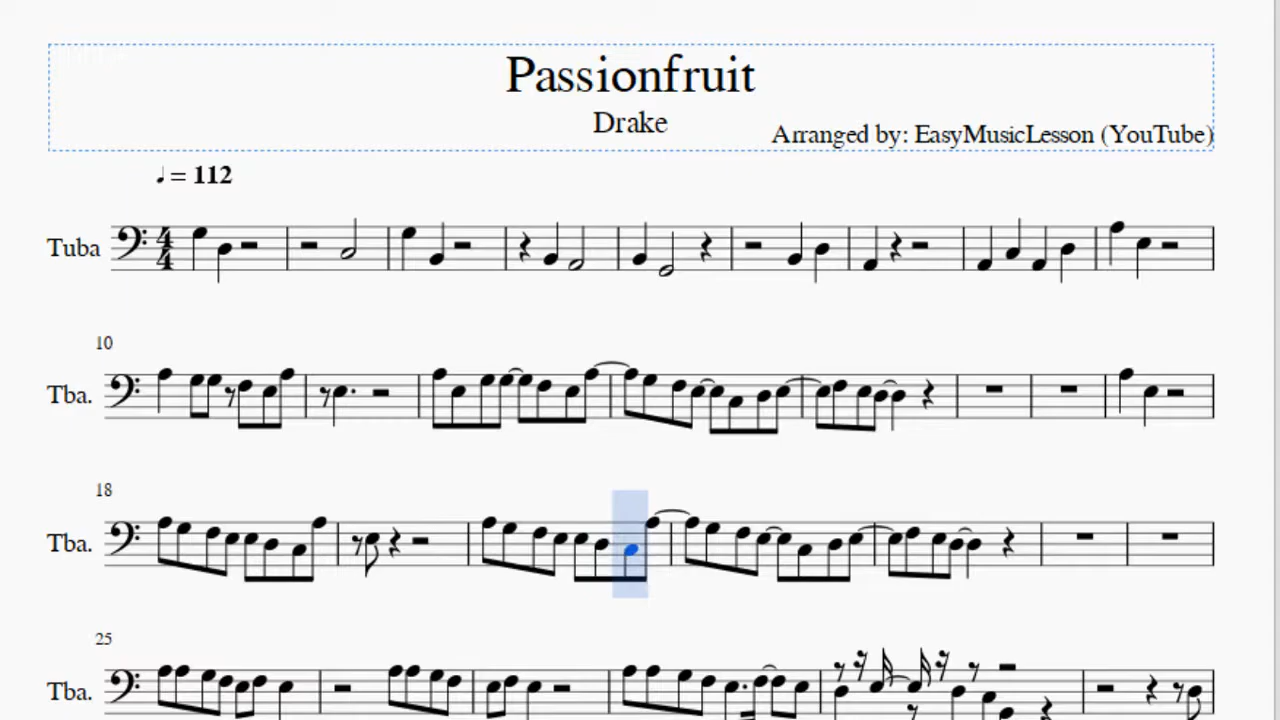 Passionfruit
Drake
Arranged by: EasyMusicLesson (YouTube)
♩ = 112
Tuba
10
Tba.
18
Tba.
25
Tba.